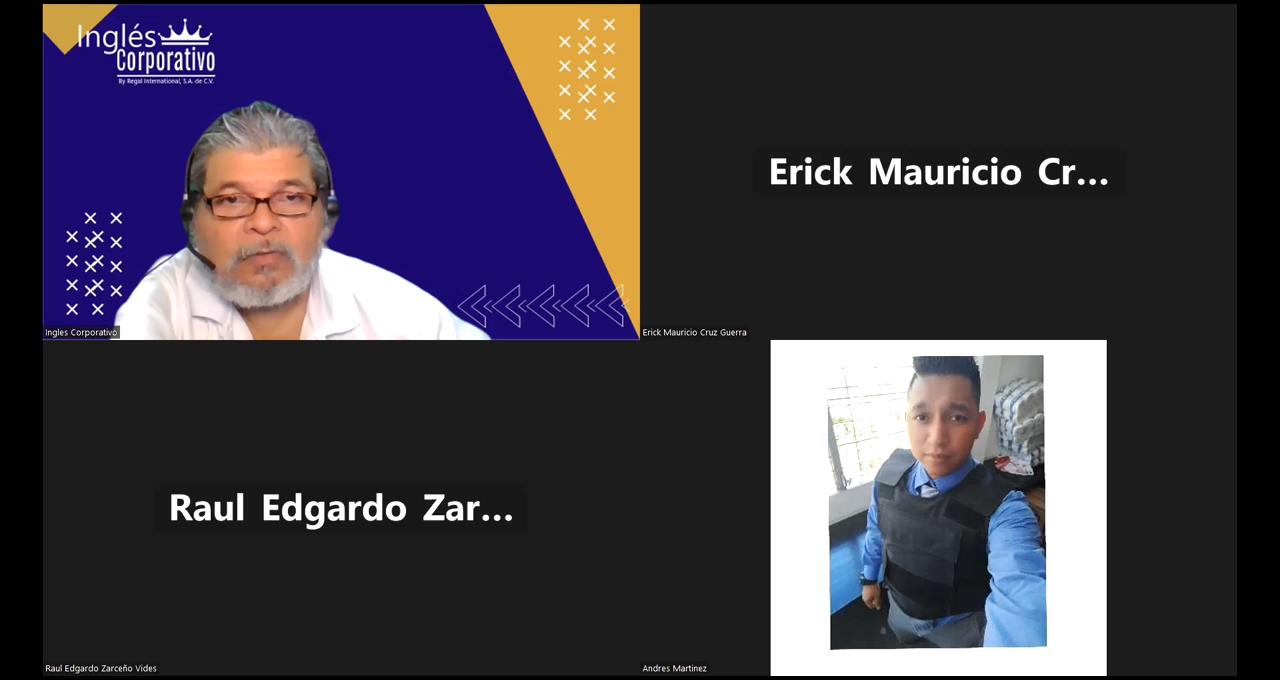 Inglés
Corporativo
By Regal International, S.A. de C.V.
Ingles Corporativo
Erick Mauricio Cr...
Erick Mauricio Cruz Guerra
Raul Edgardo Zar...
Raul Edgardo Zarceño Vides
Andres Martinez